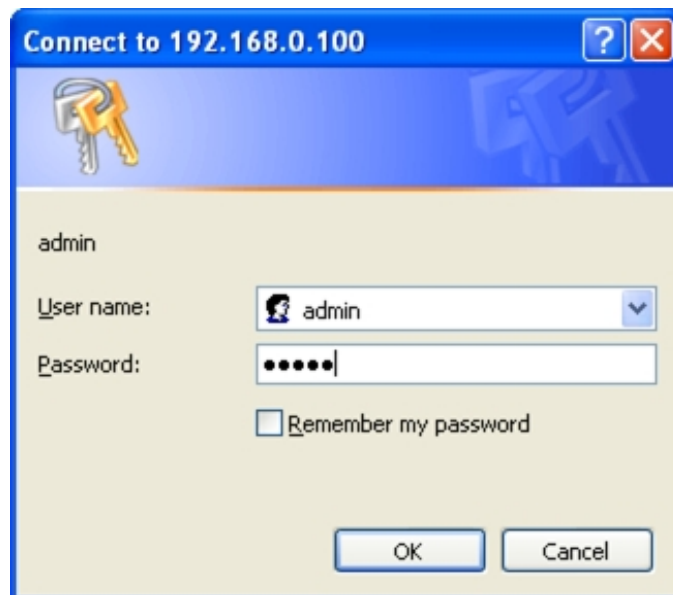 Connect to 192.168.0.100
admin
User name:
admin
Password:
•••••
Remember my password
OK
Cancel